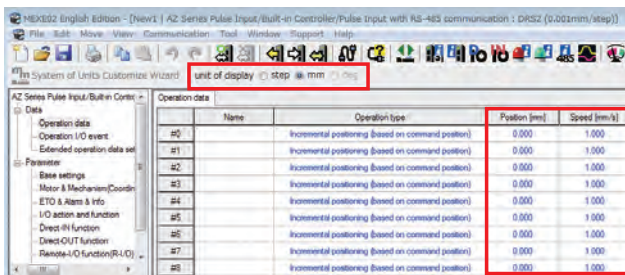 MEXE02 English Edition - [New1 | AZ Series Pulse Input/Built-in Controller/Pulse Input with RS-485 communication : DRS2 (0.001mm/step)]
File Edit Move View Communication Tool Window Support Help
System of Units Customize Wizard unit of display step mm deg
AZ Series Pulse Input/Built-in Contro
Data
Operation data
Operation I/O event
Extended operation data set
Parameter
Base settings
Motor & Mechanism(Coordin
ETO & Alarm & Info
I/O action and function
Direct-IN function
Direct-OUT function
Remote-I/O function(R-I/O)
Operation data
Name Operation type Position [mm] Speed [mm/s]
#0 Incremental positioning (based on command position) 0.000 1.000
#1 Incremental positioning (based on command position) 0.000 1.000
#2 Incremental positioning (based on command position) 0.000 1.000
#3 Incremental positioning (based on command position) 0.000 1.000
#4 Incremental positioning (based on command position) 0.000 1.000
#5 Incremental positioning (based on command position) 0.000 1.000
#6 Incremental positioning (based on command position) 0.000 1.000
#7 Incremental positioning (based on command position) 0.000 1.000
#8 Incremental positioning (based on command position) 0.000 1.000